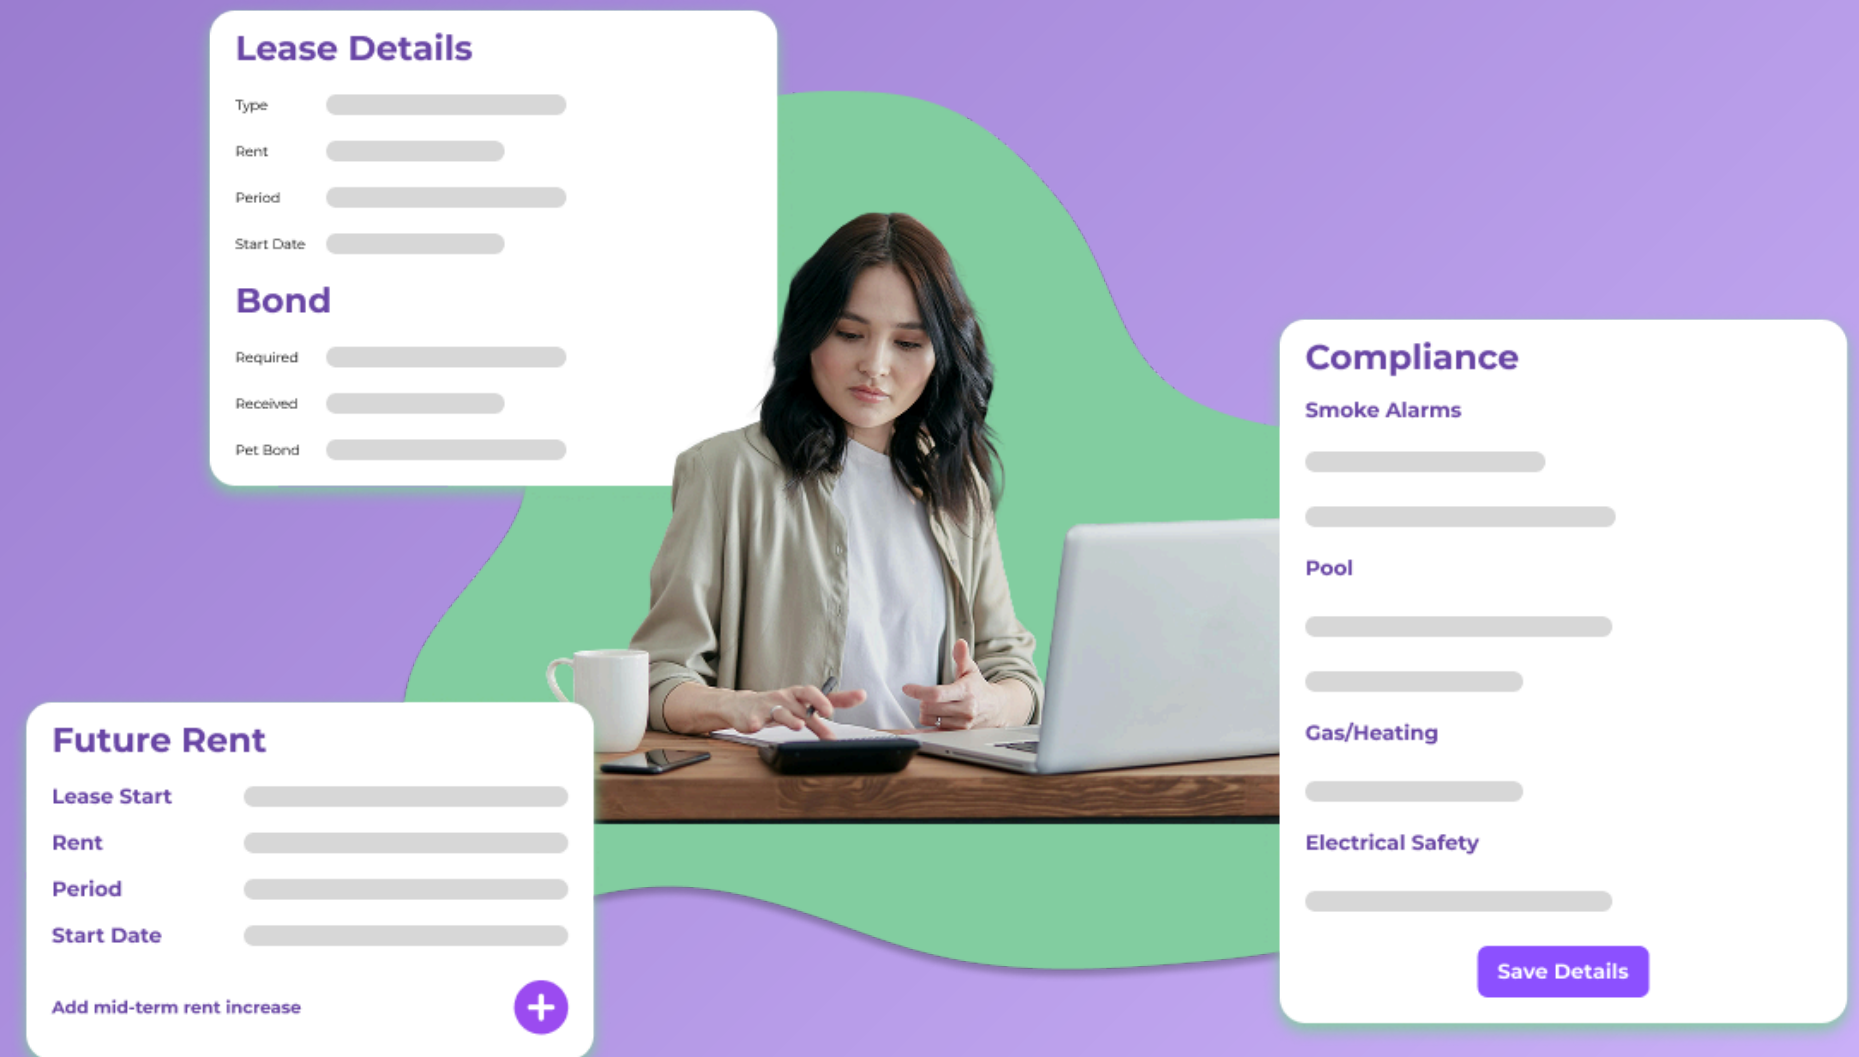 Lease Details
Type
Rent
Period
Start Date
Bond
Required
Received
Pet Bond
Future Rent
Lease Start
Rent
Period
Start Date
Add mid-term rent increase
Compliance
Smoke Alarms
Pool
Gas/Heating
Electrical Safety
Save Details